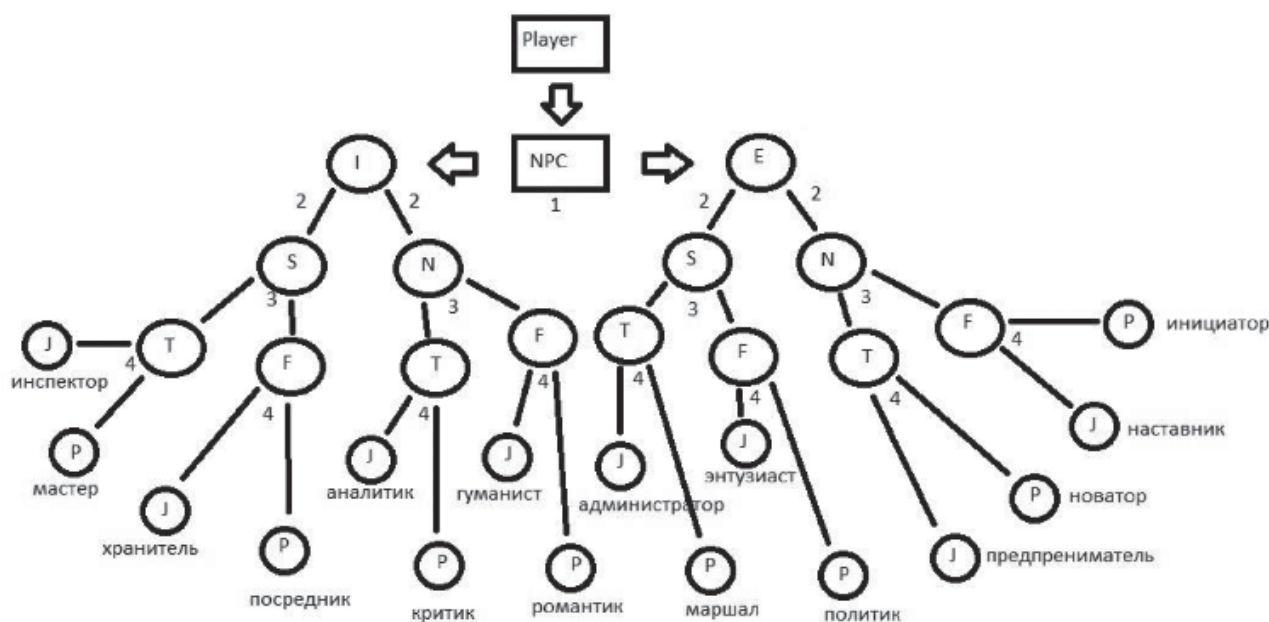 Player
NPC
1
I
E
2
2
2
2
S
N
S
N
3
3
3
3
J
инспектор
T
4
F
4
T
4
F
4
T
4
F
4
T
4
F
4
P
инициатор
J
наставник
P
мастер
J
хранитель
P
посредник
J
аналитик
P
критик
J
гуманист
P
романтик
J
администратор
P
маршал
J
энтузиаст
P
политик
P
новатор
J
предпрениматель